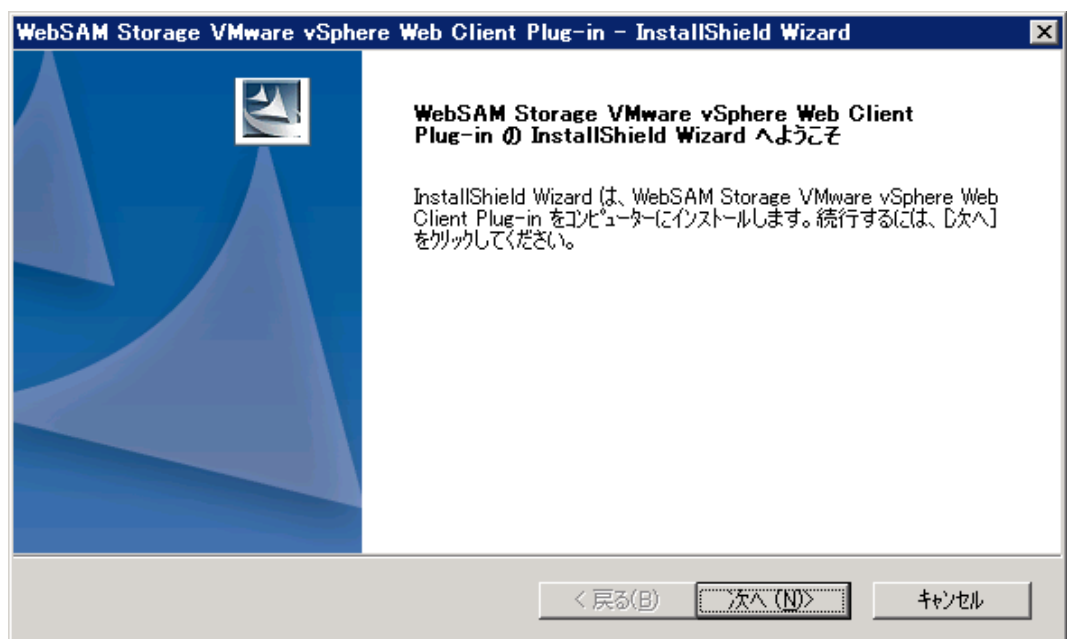 WebSAM Storage VMware vSphere Web Client Plug-in - InstallShield Wizard
WebSAM Storage VMware vSphere Web Client
Plug-in の InstallShield Wizard へようこそ
InstallShield Wizard は、WebSAM Storage VMware vSphere Web
Client Plug-in をコンピューターにインストールします。続行するには、[次へ]
をクリックしてください。
< 戻る(B) 次へ (N)> キャンセル